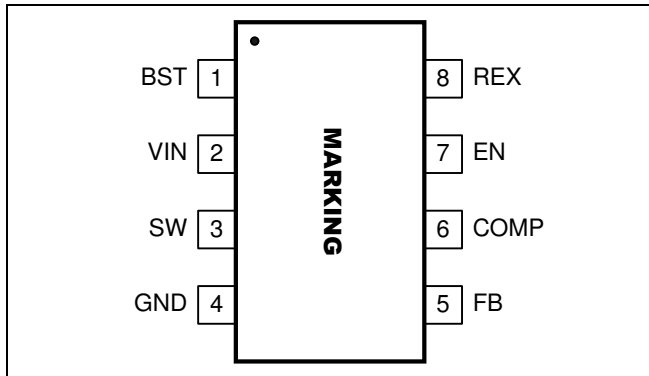 BST 1 8 REX
VIN 2 7 EN
MARKING
SW 3 6 COMP
GND 4 5 FB